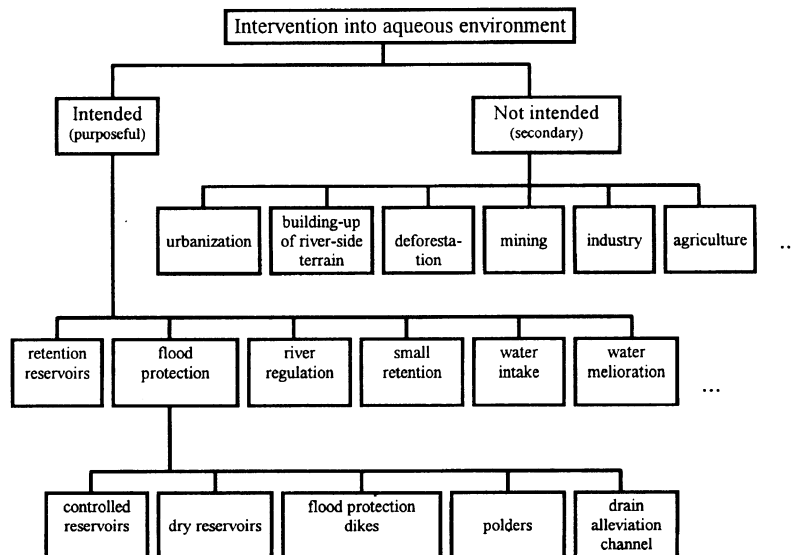 Intervention into aqueous environment
Intended
(purposeful)
Not intended
(secondary)
urbanization
building-up
of river-side
terrain
deforesta-
tion
mining
industry
agriculture
..
retention
reservoirs
flood
protection
river
regulation
small
retention
water
intake
water
melioration
...
controlled
reservoirs
dry reservoirs
flood protection
dikes
polders
drain
alleviation
channel